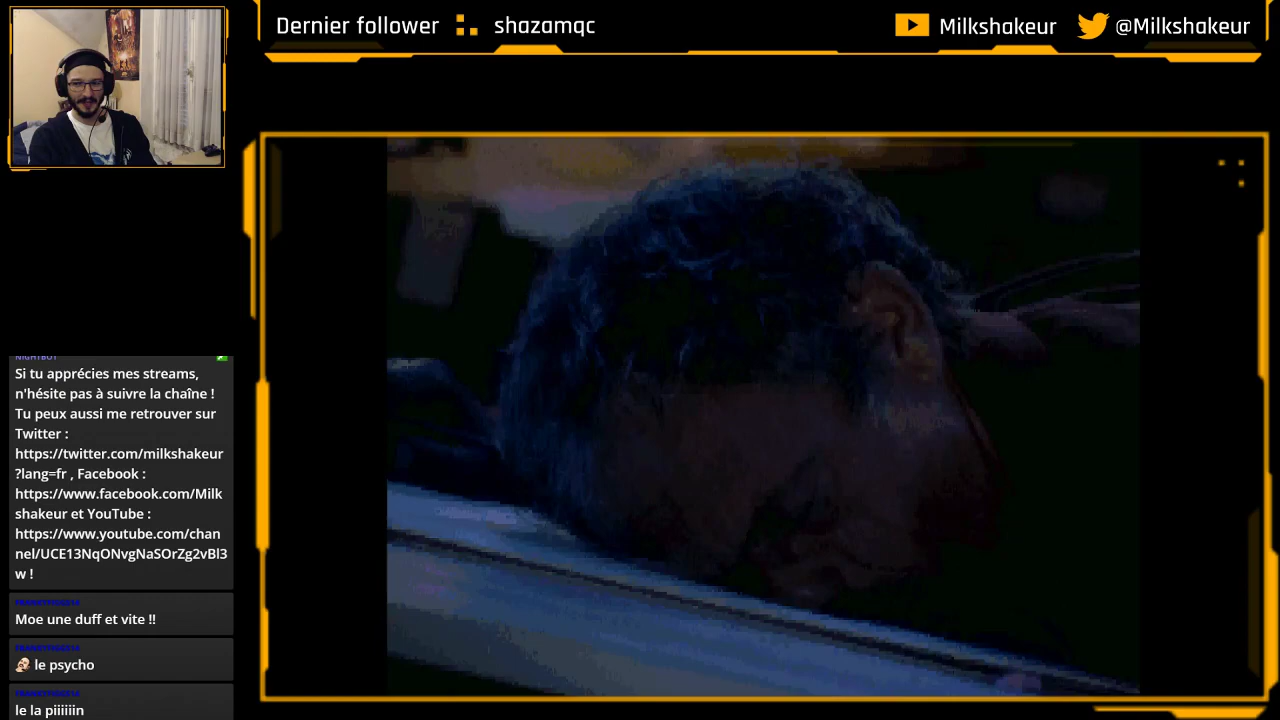 Dernier follower shazamqc Milkshakeur @Milkshakeur
NIGHTBOT
Si tu apprécies mes streams,
n'hésite pas à suivre la chaîne !
Tu peux aussi me retrouver sur
Twitter :
https://twitter.com/milkshakeur
?lang=fr , Facebook :
https://www.facebook.com/Milk
shakeur et YouTube :
https://www.youtube.com/chan
nel/UCE13NqONvgNaSOrZg2vBl3
w !
Moe une duff et vite !!
le psycho
le la piiiiiin